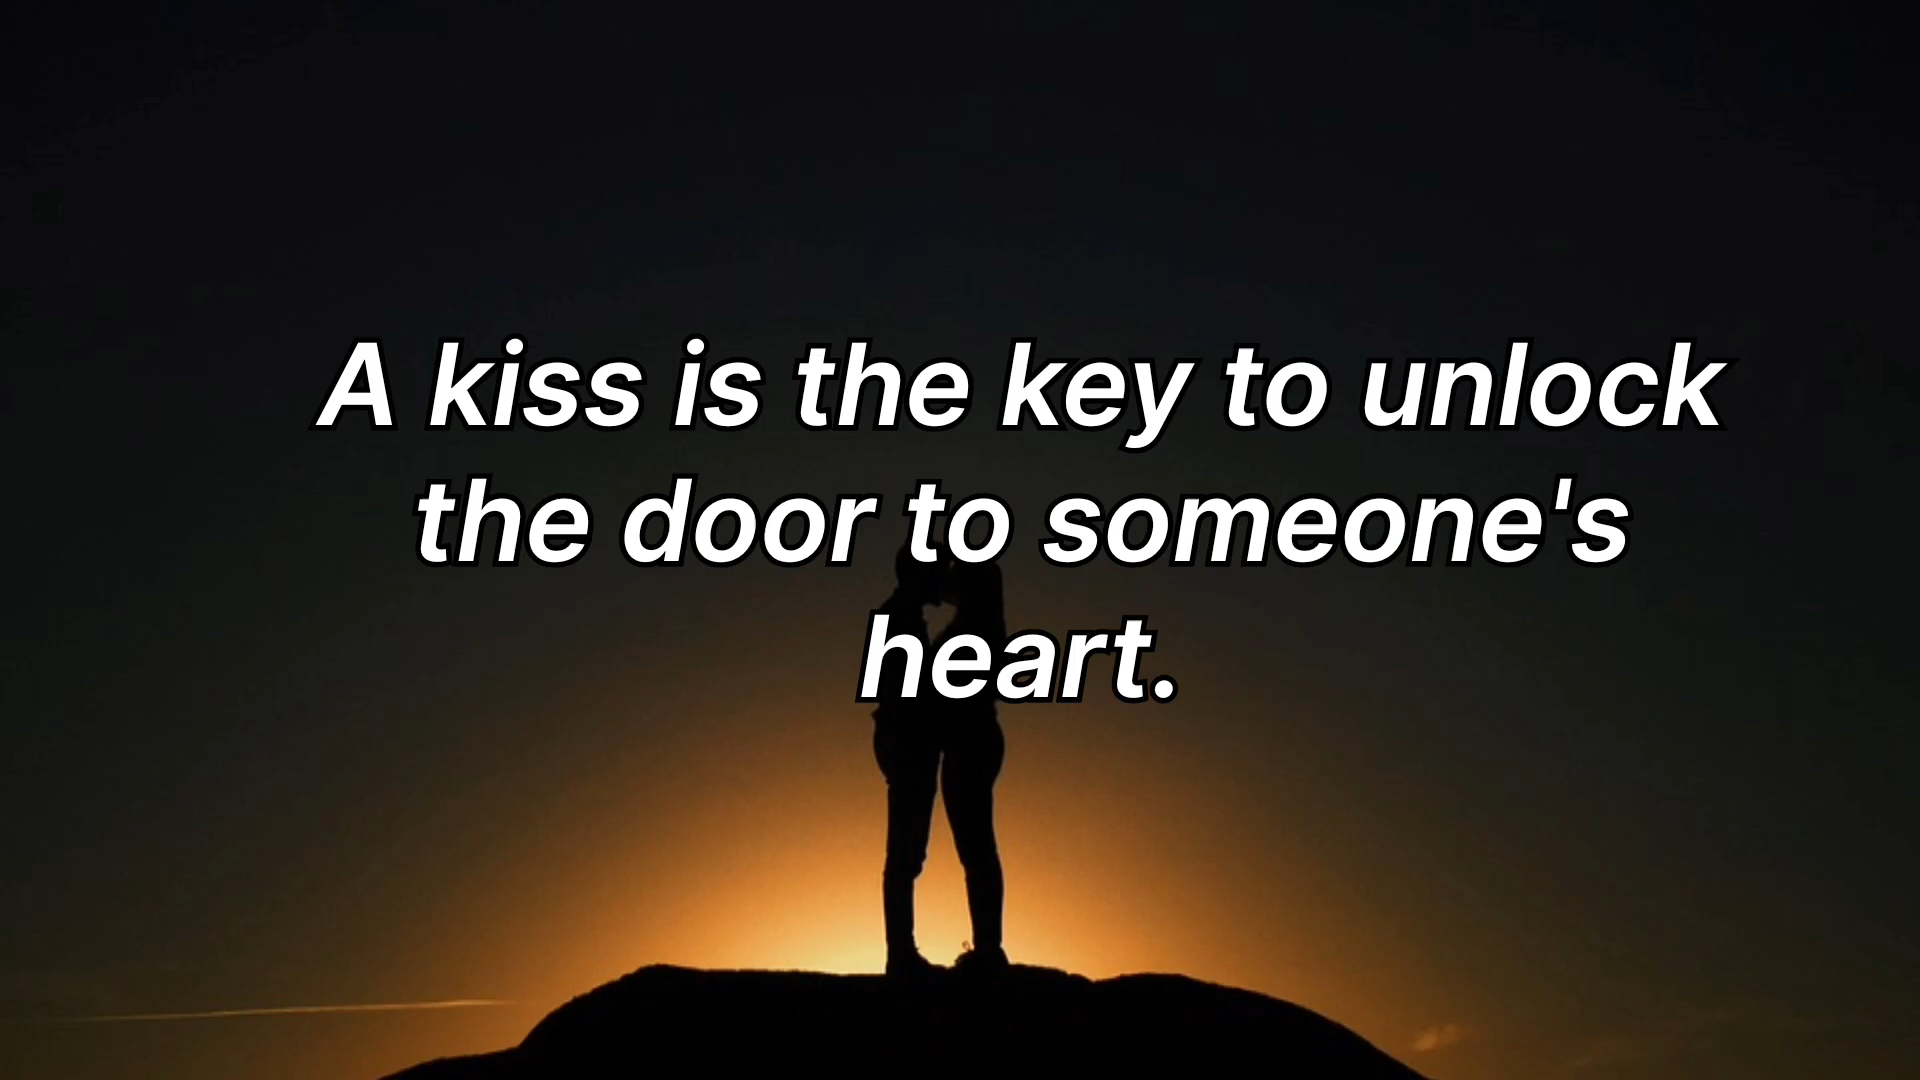 A kiss is the key to unlock
the door to someone's
heart.